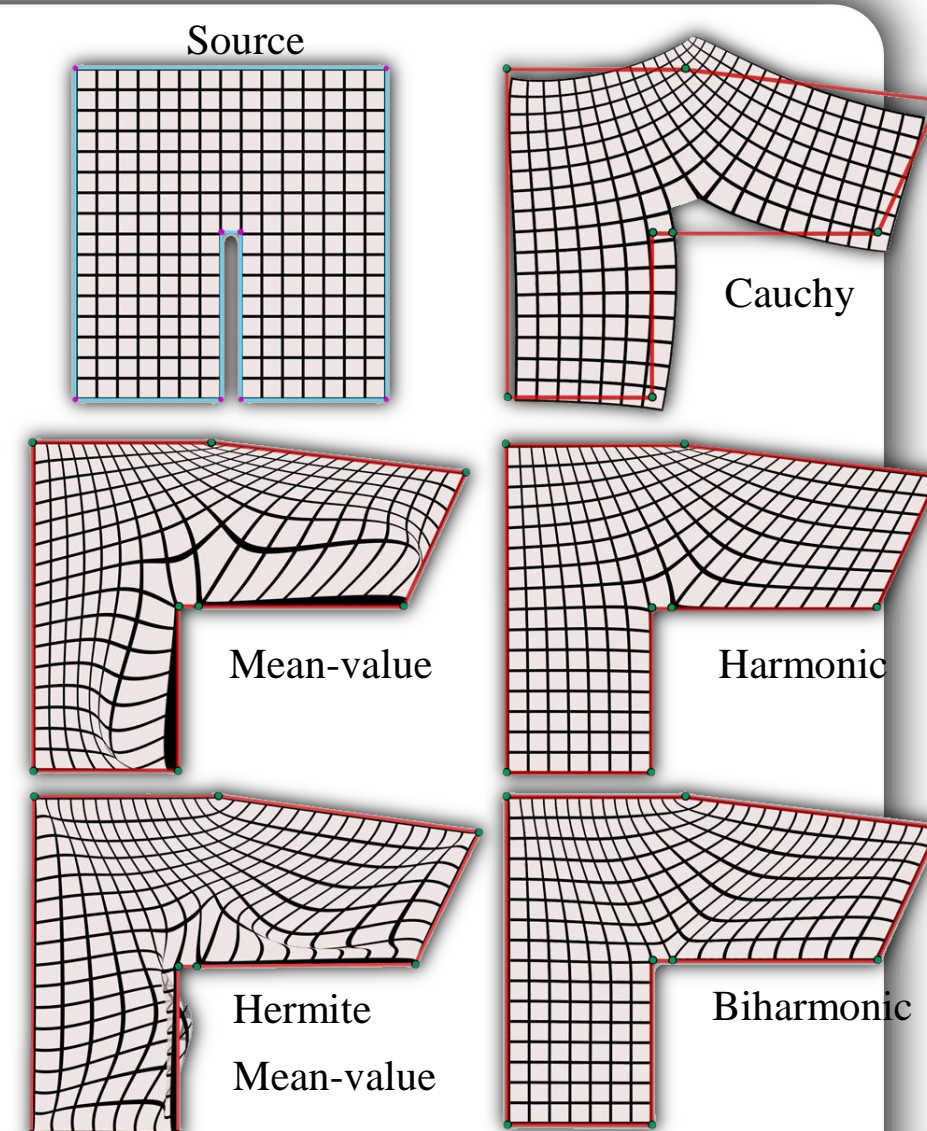 Source
Cauchy
Mean-value
Harmonic
Hermite
Mean-value
Biharmonic